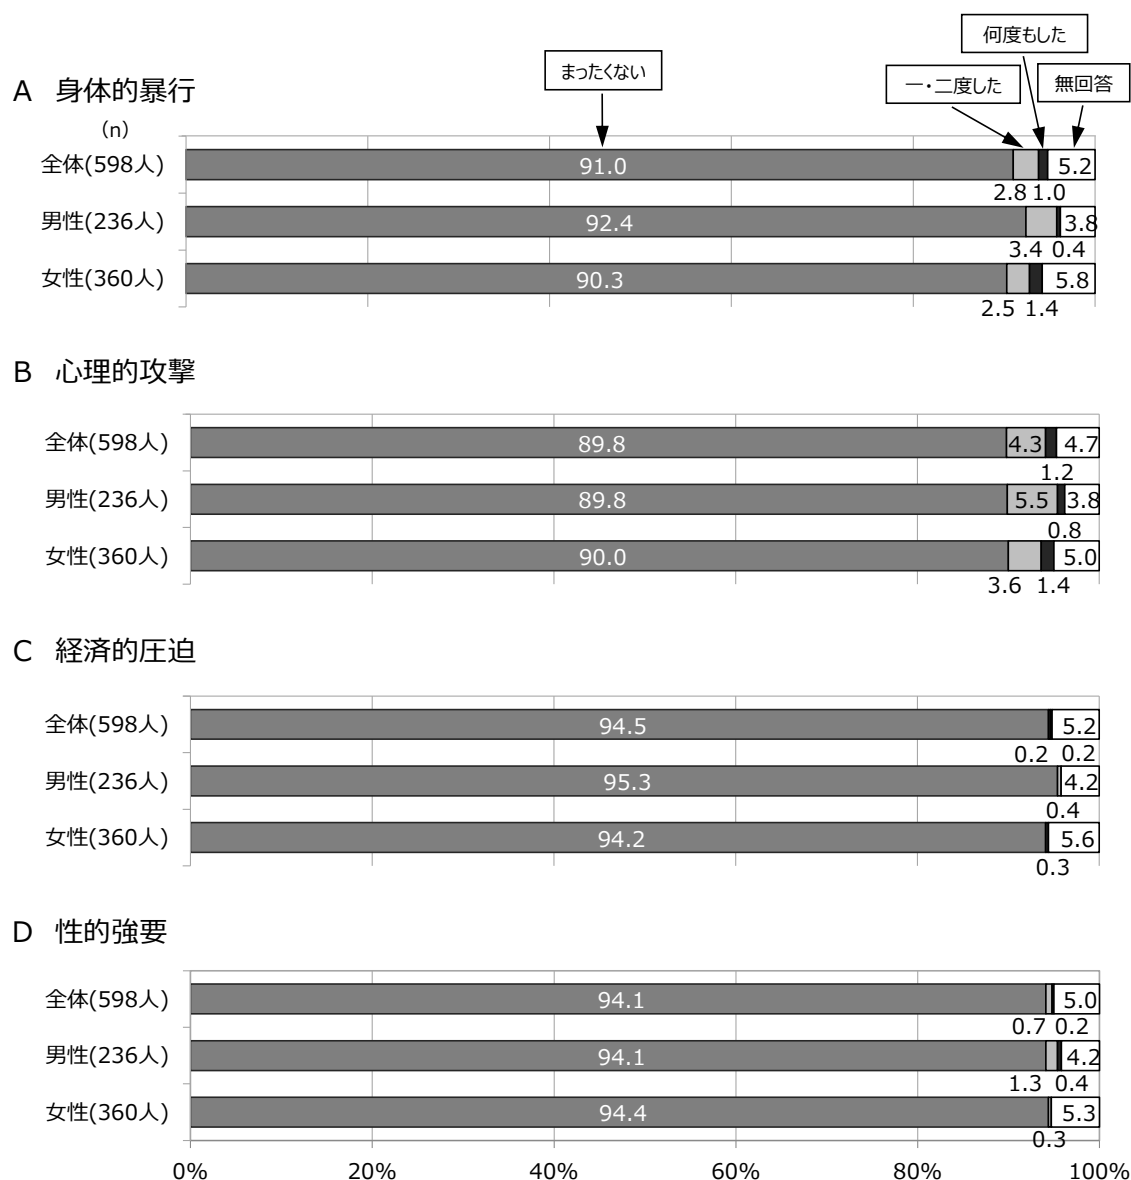 何度もした
まったくない
一・二度した
無回答
A 身体的暴行
(n)
全体(598人)
91.0
5.2
2.8 1.0
男性(236人)
92.4
3.8
3.4 0.4
女性(360人)
90.3
5.8
2.5 1.4
B 心理的攻撃
全体(598人)
89.8
4.3
4.7
1.2
男性(236人)
89.8
5.5
3.8
0.8
女性(360人)
90.0
5.0
3.6 1.4
C 経済的圧迫
全体(598人)
94.5
5.2
0.2 0.2
男性(236人)
95.3
4.2
0.4
女性(360人)
94.2
5.6
0.3
D 性的強要
全体(598人)
94.1
5.0
0.7 0.2
男性(236人)
94.1
4.2
1.3 0.4
女性(360人)
94.4
5.3
0.3
0% 20% 40% 60% 80% 100%